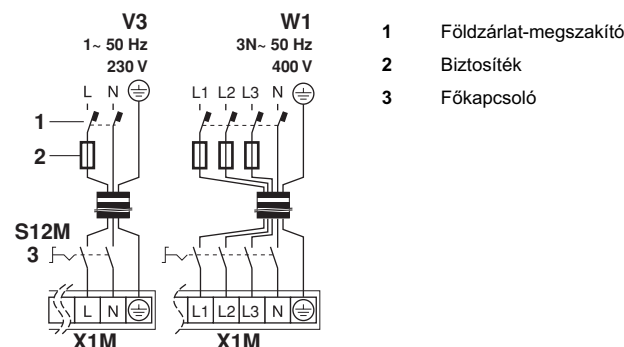 V3
1~ 50 Hz
230 V
W1
3N~ 50 Hz
400 V
L N
L1 L2 L3 N
1
2
S12M
3
L N
L1 L2 L3 N
X1M
X1M
1 Földzárlat-megszakító
2 Biztosíték
3 Főkapcsoló